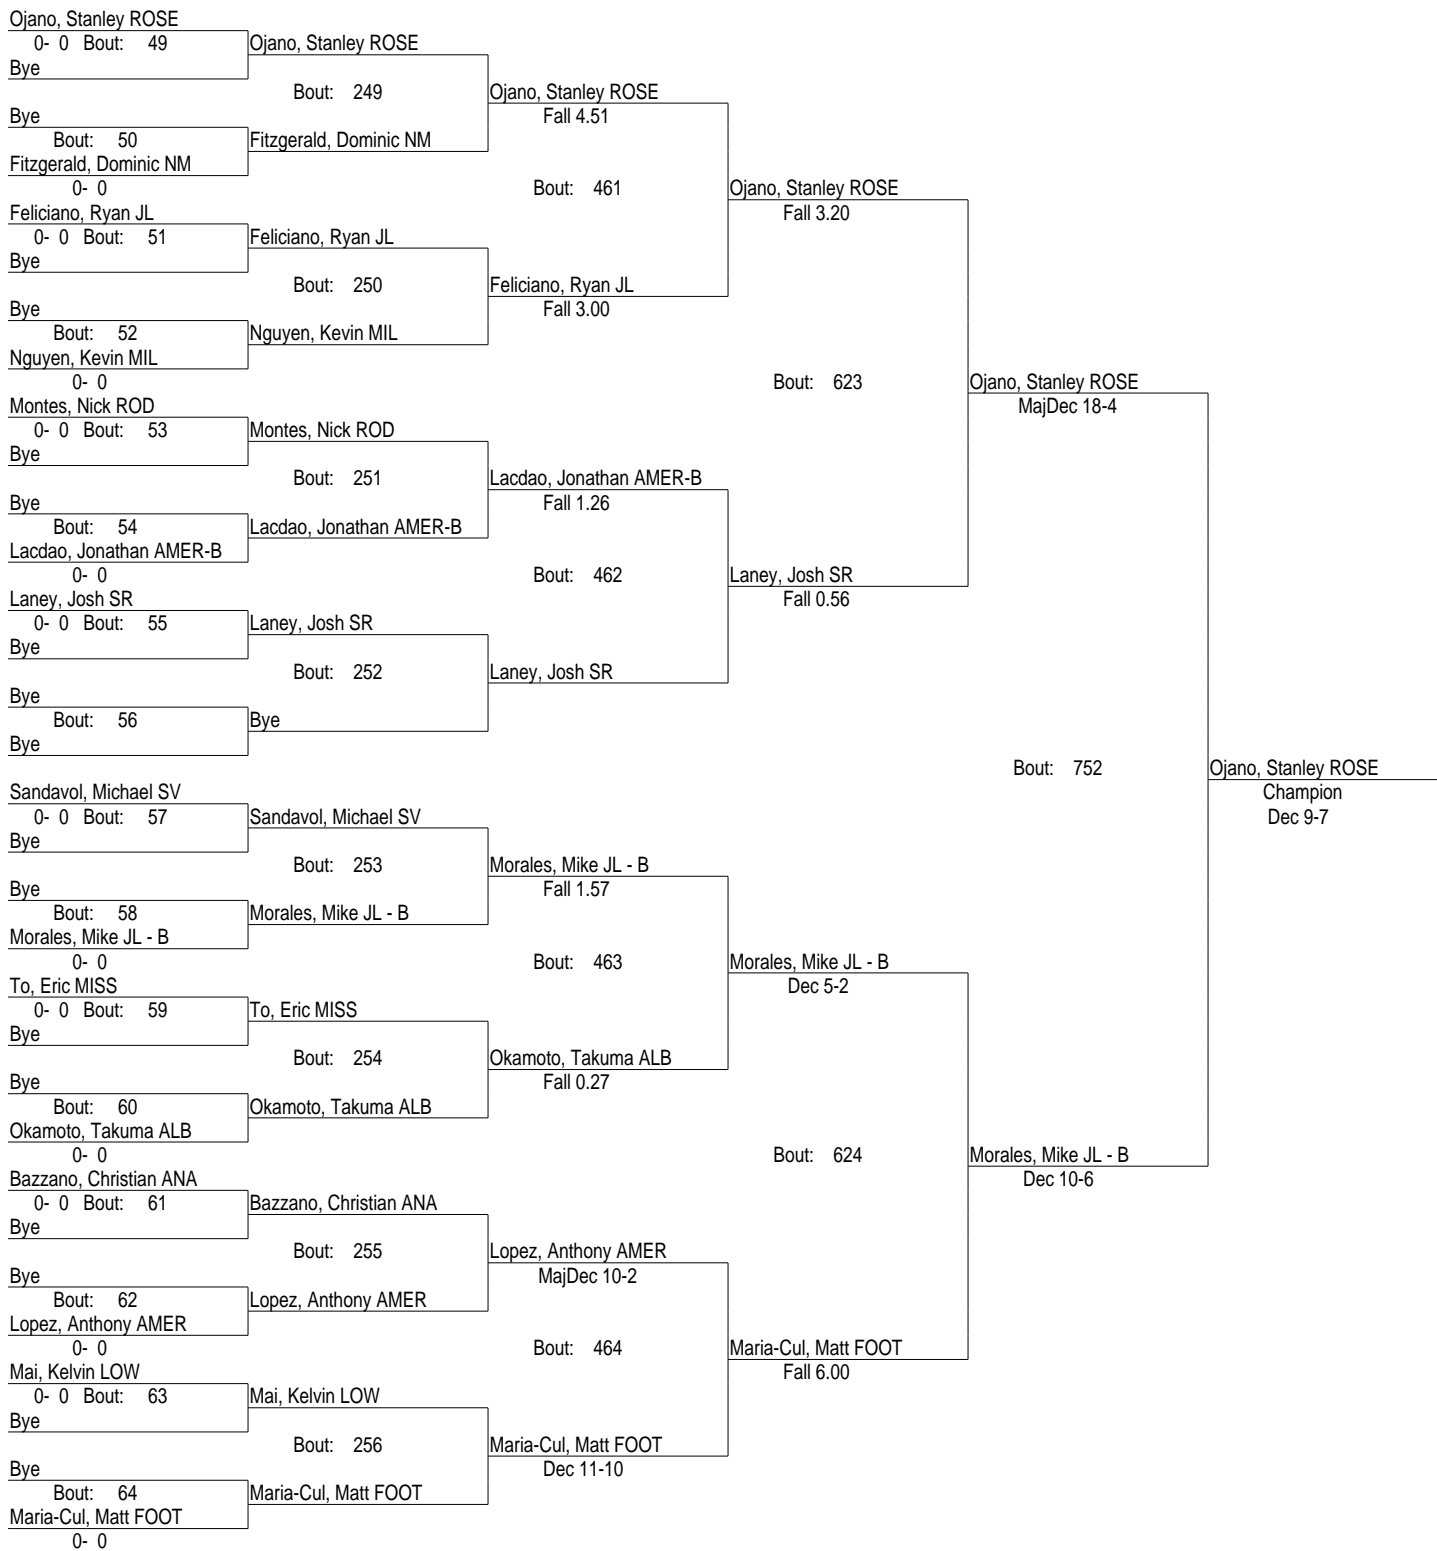 Ojano, Stanley ROSE
0- 0 Bout: 49
Ojano, Stanley ROSE
Bye
Bout: 249
Ojano, Stanley ROSE
Bye
Fall 4.51
Bout: 50
Fitzgerald, Dominic NM
Fitzgerald, Dominic NM
0- 0
Bout: 461
Ojano, Stanley ROSE
Feliciano, Ryan JL
Fall 3.20
0- 0 Bout: 51
Feliciano, Ryan JL
Bye
Bout: 250
Feliciano, Ryan JL
Bye
Fall 3.00
Bout: 52
Nguyen, Kevin MIL
Nguyen, Kevin MIL
0- 0
Bout: 623
Ojano, Stanley ROSE
Montes, Nick ROD
MajDec 18-4
0- 0 Bout: 53
Montes, Nick ROD
Bye
Bout: 251
Lacdao, Jonathan AMER-B
Bye
Fall 1.26
Bout: 54
Lacdao, Jonathan AMER-B
Lacdao, Jonathan AMER-B
0- 0
Bout: 462
Laney, Josh SR
Laney, Josh SR
Fall 0.56
0- 0 Bout: 55
Laney, Josh SR
Bye
Bout: 252
Laney, Josh SR
Bye
Bout: 56
Bye
Bye
Bout: 752
Ojano, Stanley ROSE
Sandavol, Michael SV
Champion
0- 0 Bout: 57
Sandavol, Michael SV
Dec 9-7
Bye
Bout: 253
Morales, Mike JL - B
Bye
Fall 1.57
Bout: 58
Morales, Mike JL - B
Morales, Mike JL - B
0- 0
Bout: 463
Morales, Mike JL - B
To, Eric MISS
Dec 5-2
0- 0 Bout: 59
To, Eric MISS
Bye
Bout: 254
Okamoto, Takuma ALB
Bye
Fall 0.27
Bout: 60
Okamoto, Takuma ALB
Okamoto, Takuma ALB
0- 0
Bout: 624
Morales, Mike JL - B
Bazzano, Christian ANA
Dec 10-6
0- 0 Bout: 61
Bazzano, Christian ANA
Bye
Bout: 255
Lopez, Anthony AMER
Bye
MajDec 10-2
Bout: 62
Lopez, Anthony AMER
Lopez, Anthony AMER
0- 0
Bout: 464
Maria-Cul, Matt FOOT
Mai, Kelvin LOW
Fall 6.00
0- 0 Bout: 63
Mai, Kelvin LOW
Bye
Bout: 256
Maria-Cul, Matt FOOT
Bye
Dec 11-10
Bout: 64
Maria-Cul, Matt FOOT
Maria-Cul, Matt FOOT
0- 0